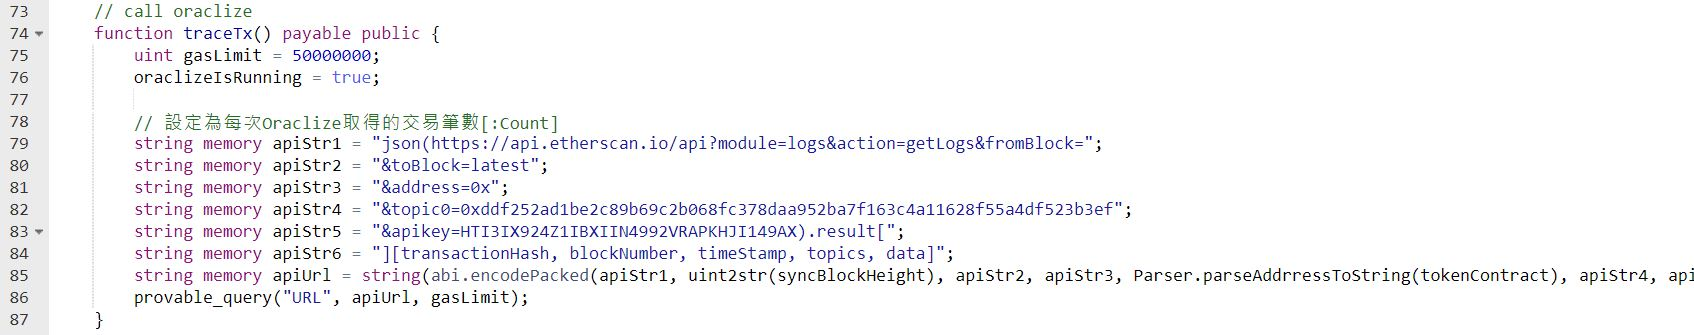 73 // call oraclize
74 function traceTx() payable public {
75 uint gasLimit = 50000000;
76 oraclizeIsRunning = true;
77
78 // 設定為每次Oraclize取得的交易筆數[:Count]
79 string memory apiStr1 = "json(https://api.etherscan.io/api?module=logs&action=getLogs&fromBlock=";
80 string memory apiStr2 = "&toBlock=latest";
81 string memory apiStr3 = "&address=0x";
82 string memory apiStr4 = "&topic0=0xddf252ad1be2c89b69c2b068fc378daa952ba7f163c4a11628f55a4df523b3ef";
83 string memory apiStr5 = "&apikey=HTI3IX924Z1IBXIIN4992VRAPKHJI149AX).result[";
84 string memory apiStr6 = "][transactionHash, blockNumber, timeStamp, topics, data]";
85 string memory apiUrl = string(abi.encodePacked(apiStr1, uint2str(syncBlockHeight), apiStr2, apiStr3, Parser.parseAddrressToString(tokenContract), apiStr4, api
86 provable_query("URL", apiUrl, gasLimit);
87 }